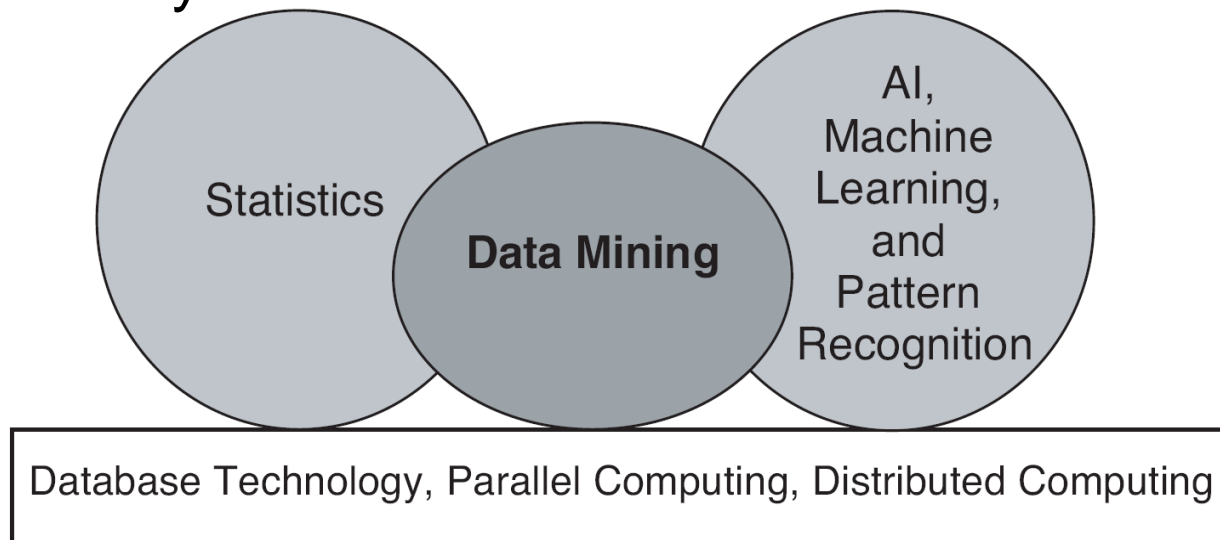 Statistics
Data Mining
AI,
Machine
Learning,
and
Pattern
Recognition
Database Technology, Parallel Computing, Distributed Computing